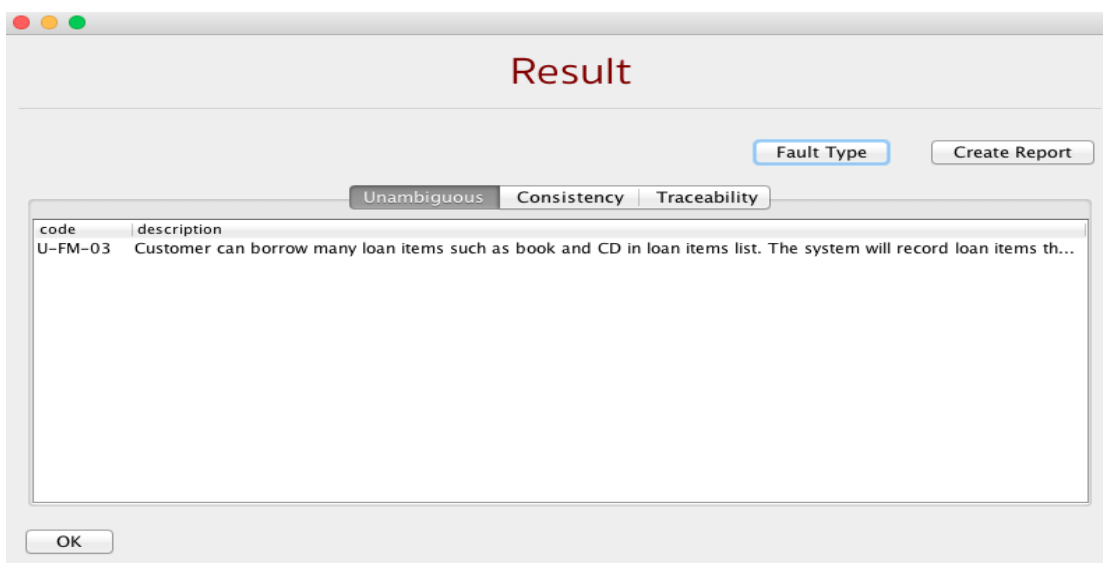 Result
Fault Type Create Report
Unambiguous Consistency Traceability
code description
U-FM-03 Customer can borrow many loan items such as book and CD in loan items list. The system will record loan items th...
OK